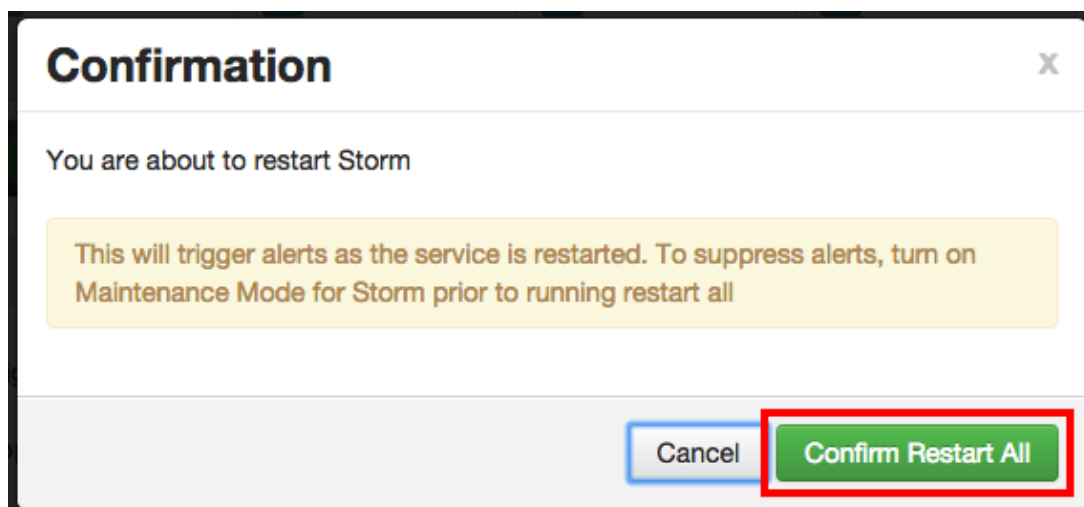 Confirmation
x
You are about to restart Storm
This will trigger alerts as the service is restarted. To suppress alerts, turn on
Maintenance Mode for Storm prior to running restart all
Cancel
Confirm Restart All